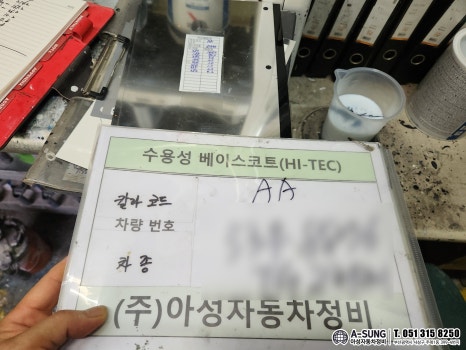 수용성 베이스코트(HI-TEC)
칼라 코드
AA
차량 번호
차종
(주)아성자동차정비
A-SUNG
아성자동차정비
T. 051 315 8250